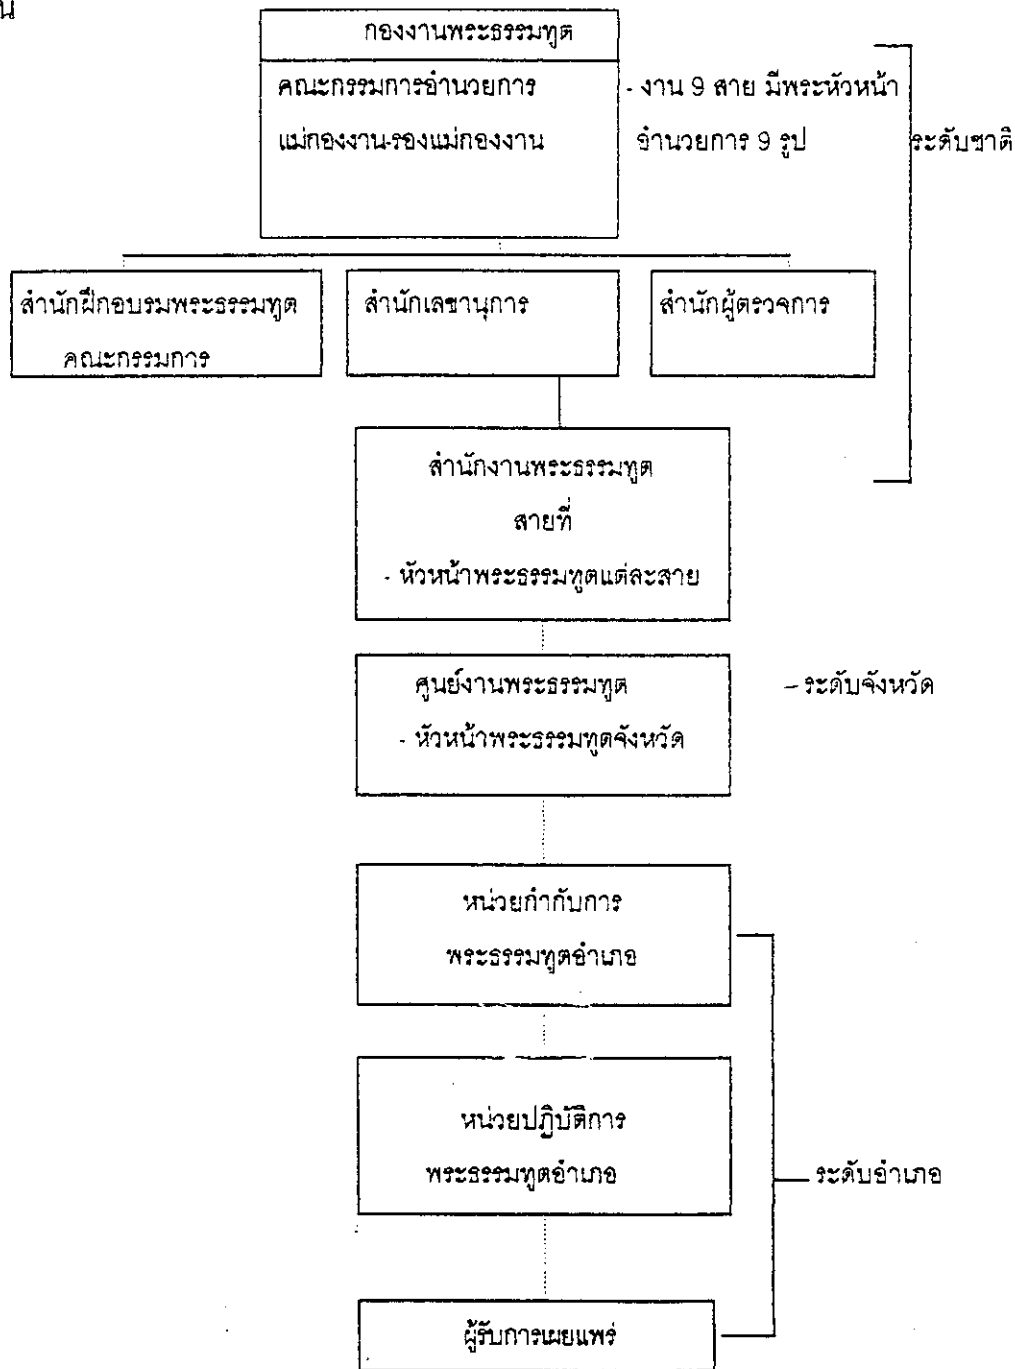 กองงานพระธรรมทูต
คณะกรรมการอำนวยการ
- งาน 9 สาย มีพระหัวหน้า
แม่กองงาน-รองแม่กองงาน
อำนวยการ 9 รูป
ระดับชาติ
สำนักฝึกอบรมพระธรรมทูต
คณะกรรมการ
สำนักเลขานุการ
สำนักผู้ตรวจการ
สำนักงานพระธรรมทูต
สายที่
- หัวหน้าพระธรรมทูตแต่ละสาย
ศูนย์งานพระธรรมทูต
- หัวหน้าพระธรรมทูตจังหวัด
- ระดับจังหวัด
หน่วยกำกับการ
พระธรรมทูตอำเภอ
หน่วยปฏิบัติการ
พระธรรมทูตอำเภอ
ระดับอำเภอ
ผู้รับการเผยแพร่